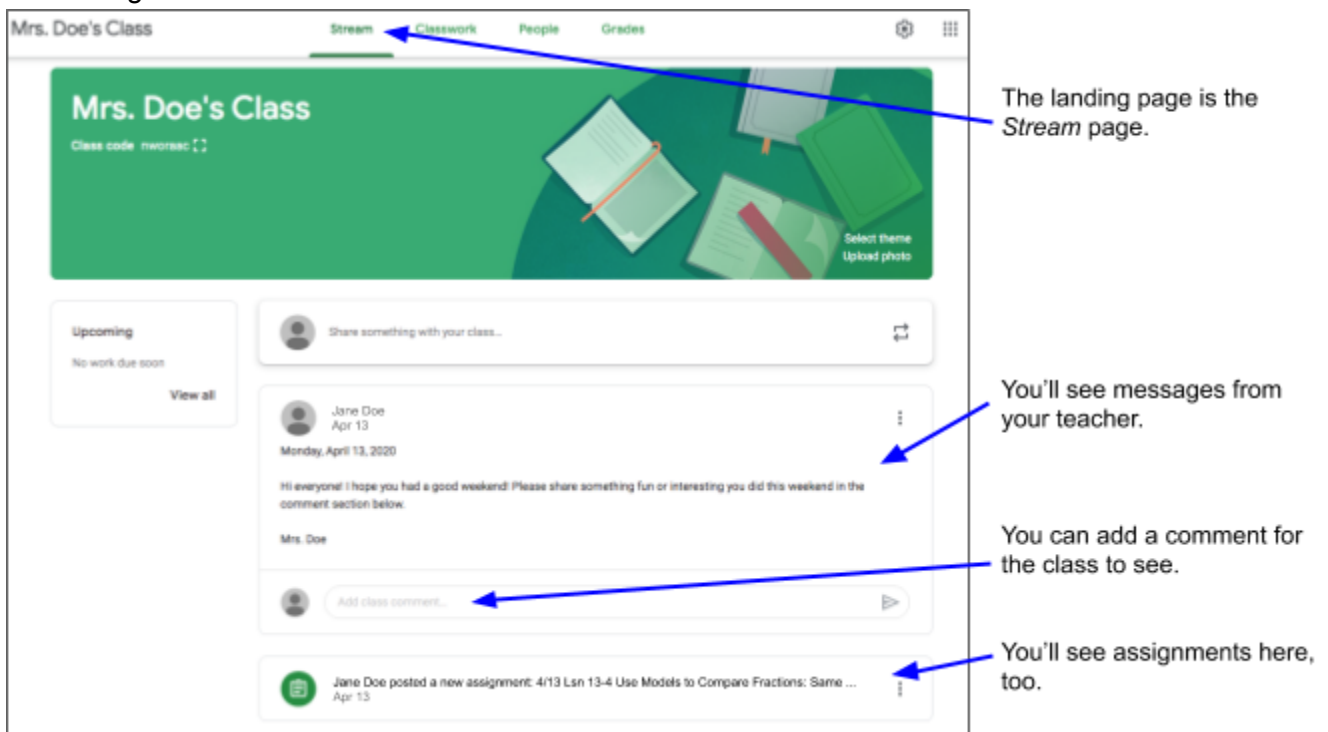 Mrs. Doe's Class
Stream Classwork People Grades
Mrs. Doe's Class
Class code nworasc
Select theme
Upload photo
The landing page is the
Stream page.
Upcoming
No work due soon
View all
Share something with your class...
Jane Doe
Apr 13
Monday, April 13, 2020
Hi everyone! I hope you had a good weekend! Please share something fun or interesting you did this weekend in the
comment section below.
Mrs. Doe
You'll see messages from
your teacher.
Add class comment...
You can add a comment for
the class to see.
Jane Doe posted a new assignment: 4/13 Lsn 13-4 Use Models to Compare Fractions: Same ...
Apr 13
You'll see assignments here,
too.